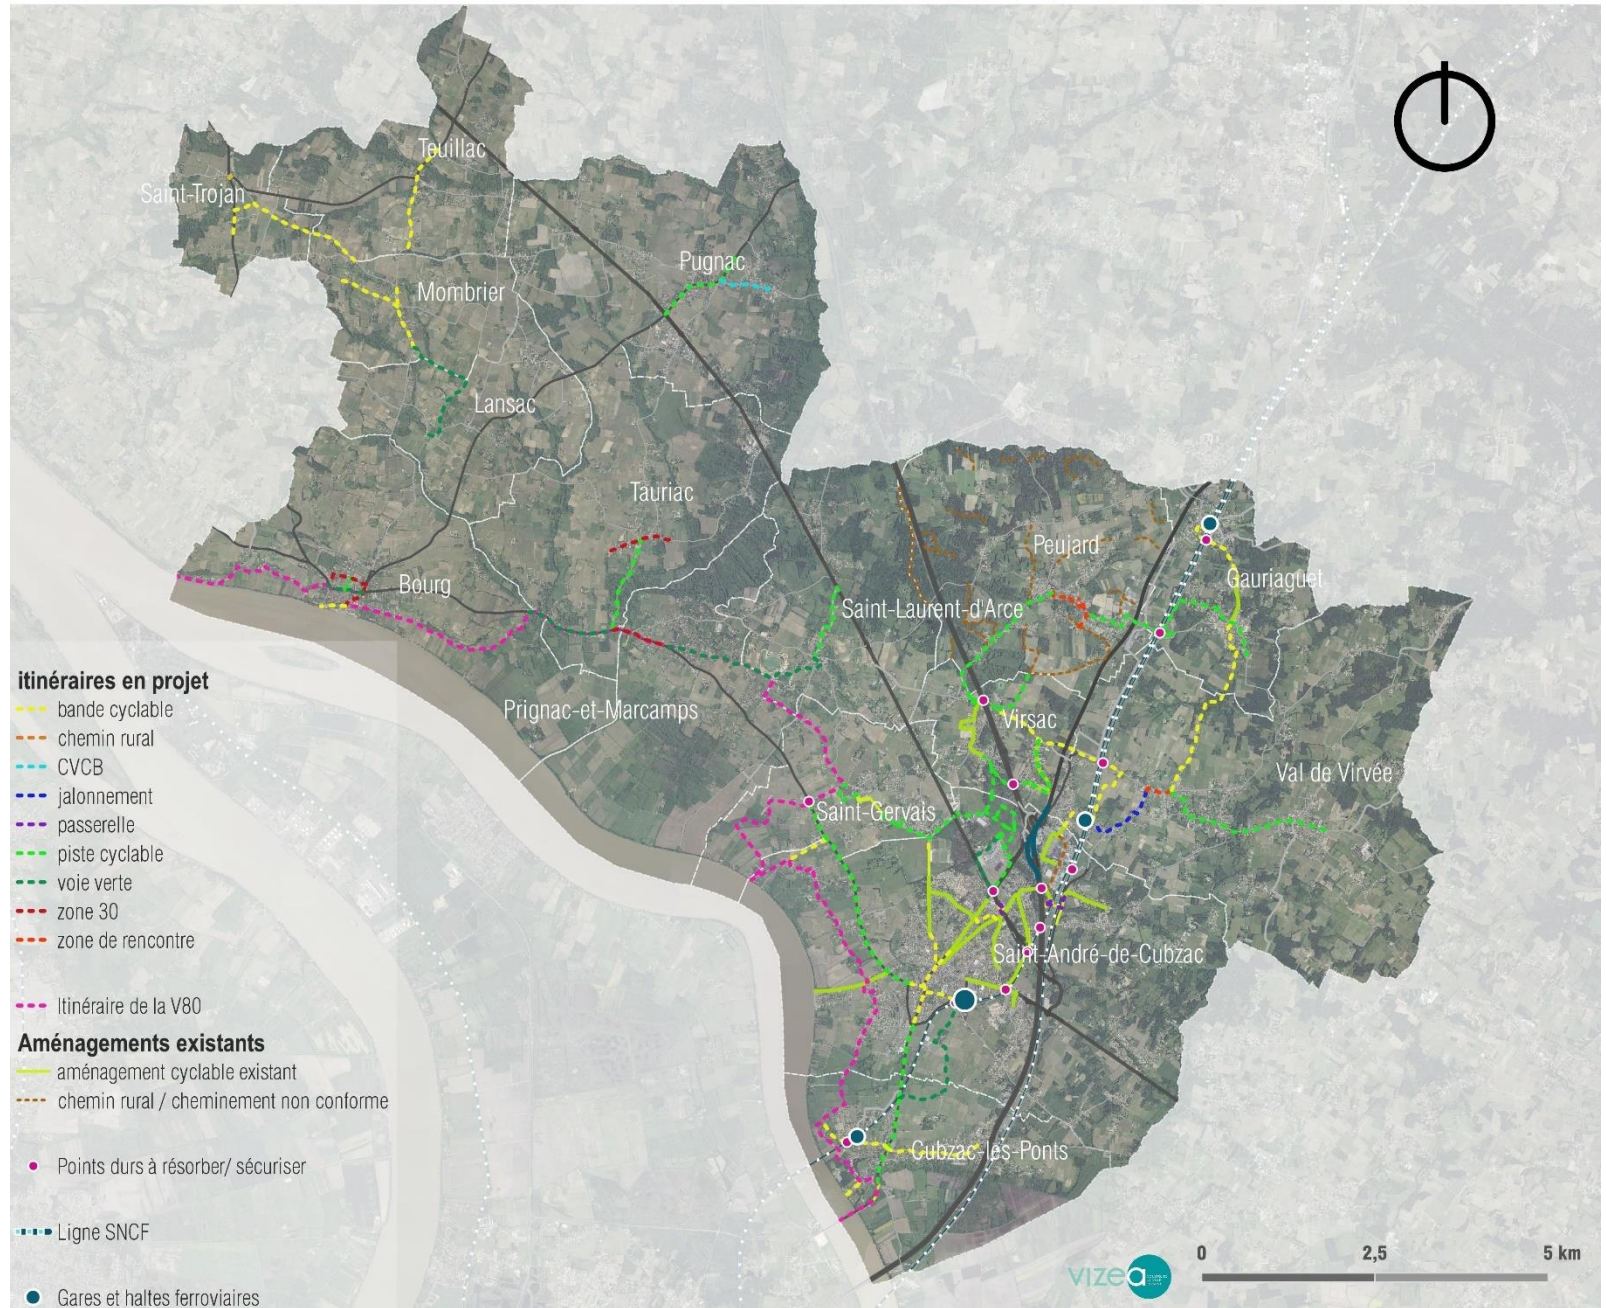 Teuillac
Saint-Trojan
Pugnac
Mombrier
Lansac
Tauriac
Peujard
Gauriaguet
Bourg
Saint-Laurent-d'Arce
itinéraires en projet
bande cyclable
chemin rural
CVCB
jalonnement
passerelle
piste cyclable
voie verte
zone 30
zone de rencontre
Itinéraire de la V80
Aménagements existants
aménagement cyclable existant
chemin rural / cheminement non conforme
Points durs à résorber/ sécuriser
Ligne SNCF
Gares et haltes ferroviaires
Prignac-et-Marcamps
Virsac
Val de Virvée
Saint-Gervais
Saint-André-de-Cubzac
Cubzac-les-Ponts
vizea
0 2,5 5 km